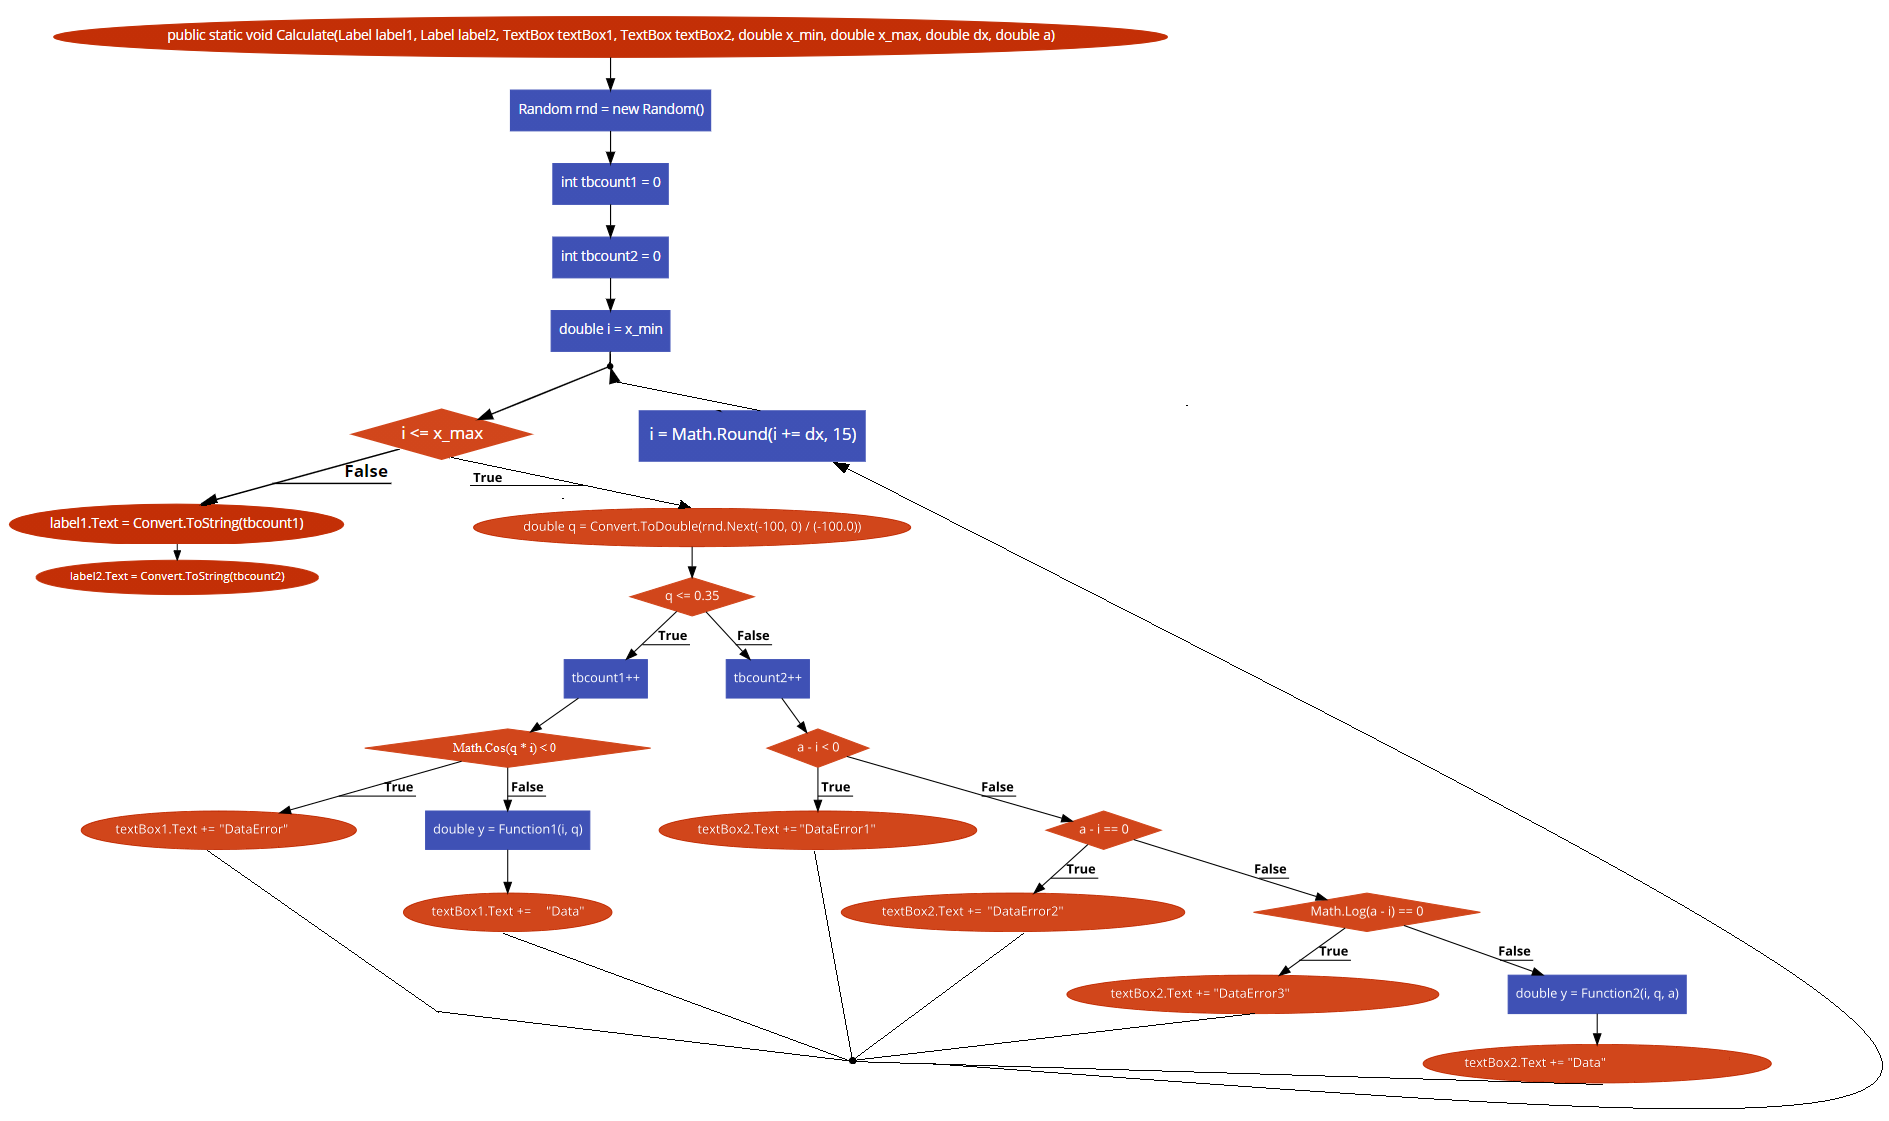 public static void Calculate(Label label1, Label label2, TextBox textBox1, TextBox textBox2, double x_min, double x_max, double dx, double a)
Random rnd = new Random()
int tbcount1 = 0
int tbcount2 = 0
double i = x_min
i <= x_max
i = Math.Round(i += dx, 15)
False
True
label1.Text = Convert.ToString(tbcount1)
double q = Convert.ToDouble(rnd.Next(-100, 0) / (-100.0))
label2.Text = Convert.ToString(tbcount2)
q <= 0.35
True
False
tbcount1++
tbcount2++
Math.Cos(q * i) < 0
a - i < 0
True
False
True
False
textBox1.Text += "DataError"
double y = Function1(i, q)
textBox2.Text += "DataError1"
a - i == 0
True
False
textBox1.Text += "Data"
textBox2.Text += "DataError2"
Math.Log(a - i) == 0
True
False
textBox2.Text += "DataError3"
double y = Function2(i, q, a)
textBox2.Text += "Data"